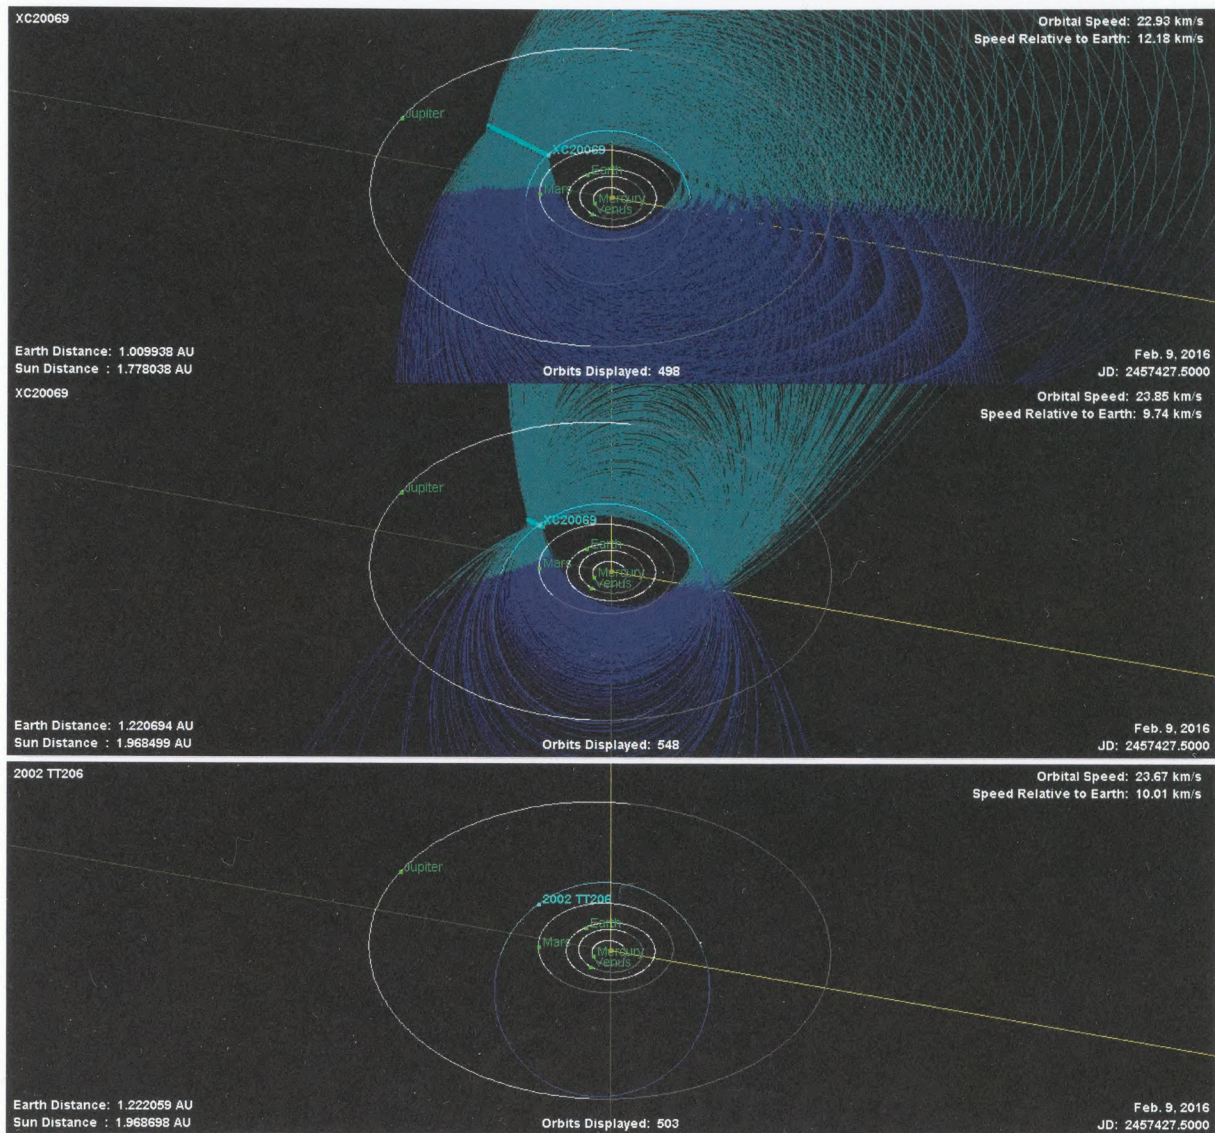 XC20069
Orbital Speed: 22.93 km/s
Speed Relative to Earth: 12.18 km/s
Jupiter
XC20069
Earth
Mars
Mercury
Venus
Earth Distance: 1.009938 AU
Sun Distance : 1.778038 AU
Orbits Displayed: 498
Feb. 9, 2016
JD: 2457427.5000
XC20069
Orbital Speed: 23.85 km/s
Speed Relative to Earth: 9.74 km/s
Jupiter
XC20069
Earth
Mars
Mercury
Venus
Earth Distance: 1.220694 AU
Sun Distance : 1.968499 AU
Orbits Displayed: 548
Feb. 9, 2016
JD: 2457427.5000
2002 TT206
Orbital Speed: 23.67 km/s
Speed Relative to Earth: 10.01 km/s
Jupiter
2002 TT206
Earth
Mars
Mercury
Venus
Earth Distance: 1.222059 AU
Sun Distance : 1.968698 AU
Orbits Displayed: 503
Feb. 9, 2016
JD: 2457427.5000